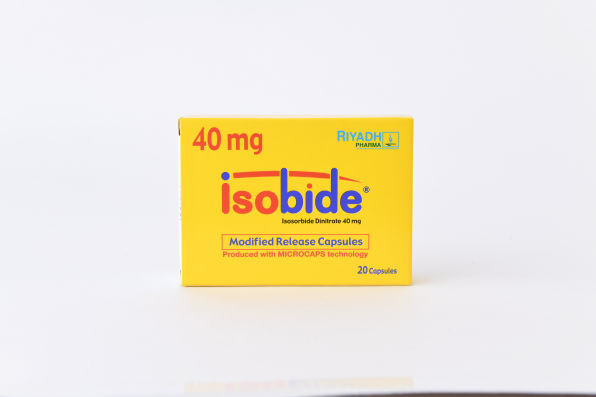 40 mg
RIYADH
PHARMA
isobide®
Isosorbide Dinitrate 40 mg
Modified Release Capsules
Produced with MICROCAPS technology
20 Capsules